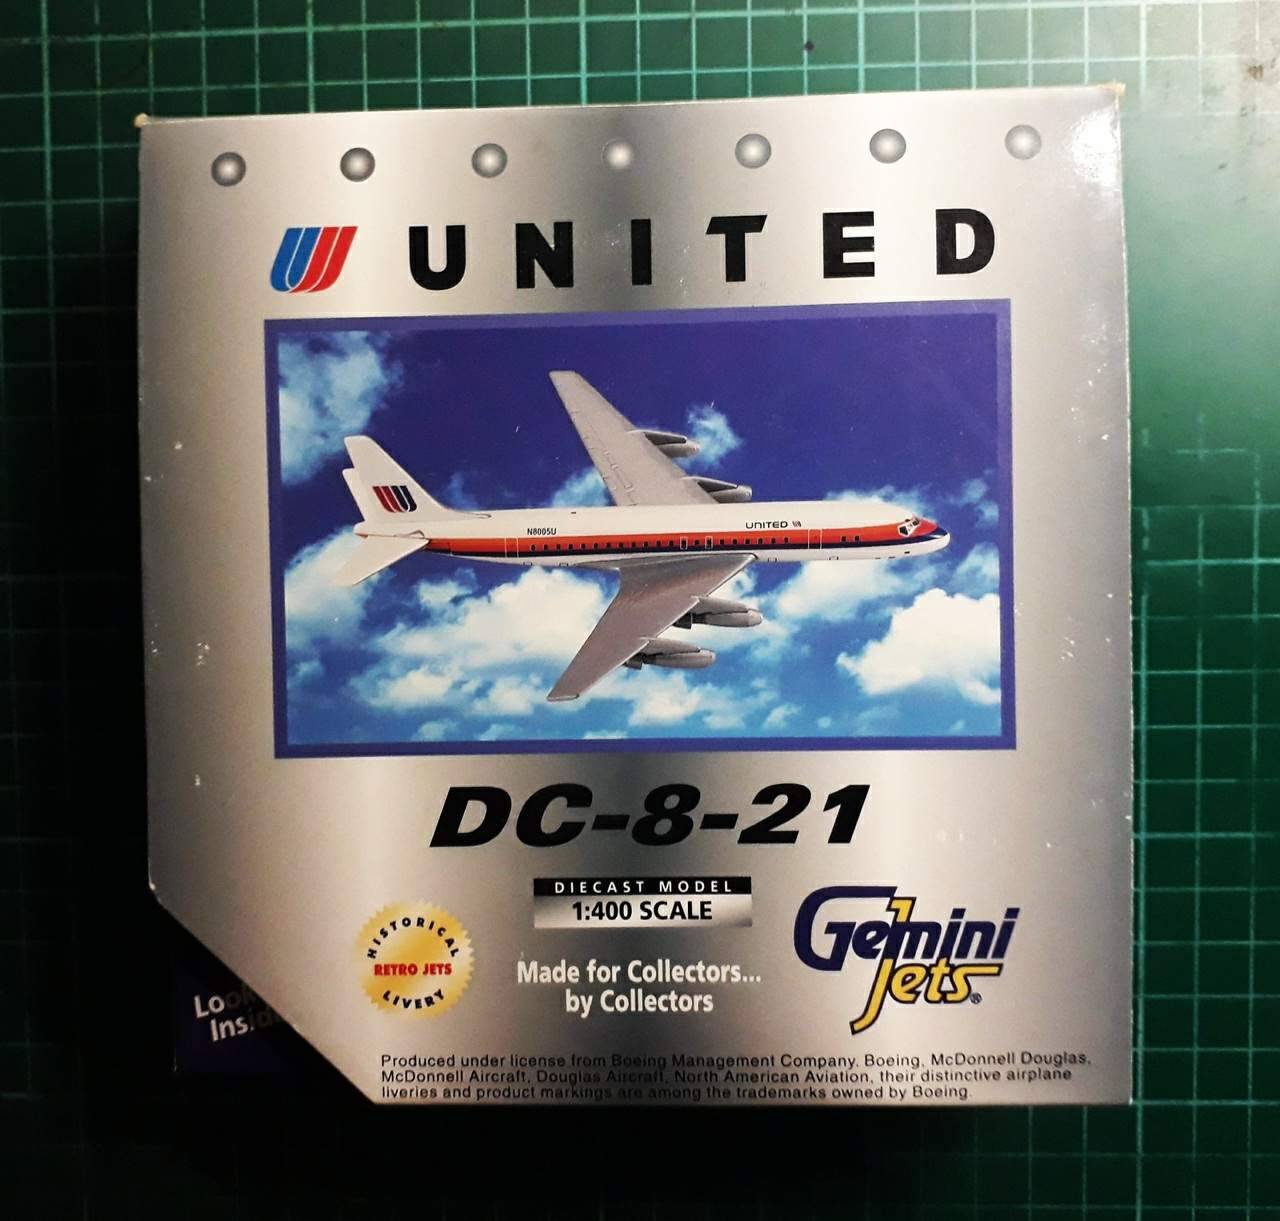 UNITED
N8005U
UNITED
DC-8-21
DIECAST MODEL
1:400 SCALE
HISTORICAL
RETRO JETS
LIVERY
Made for Collectors...
by Collectors
Gemini
Jets®
Look
Inside
Produced under license from Boeing Management Company. Boeing, McDonnell Douglas,
McDonnell Aircraft, Douglas Aircraft, North American Aviation, their distinctive airplane
liveries and product markings are among the trademarks owned by Boeing.